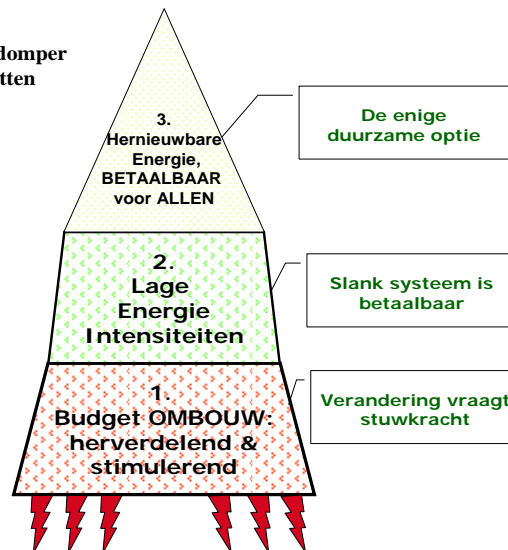 domper
tten
3.
Hernieuwbare
Energie,
BETAALBAAR
voor ALLEN
De enige
duurzame optie
2.
Lage
Energie
Intensiteiten
Slank systeem is
betaalbaar
1.
Budget OMBOUW:
herverdelend &
stimulerend
Verandering vraagt
stuwkracht